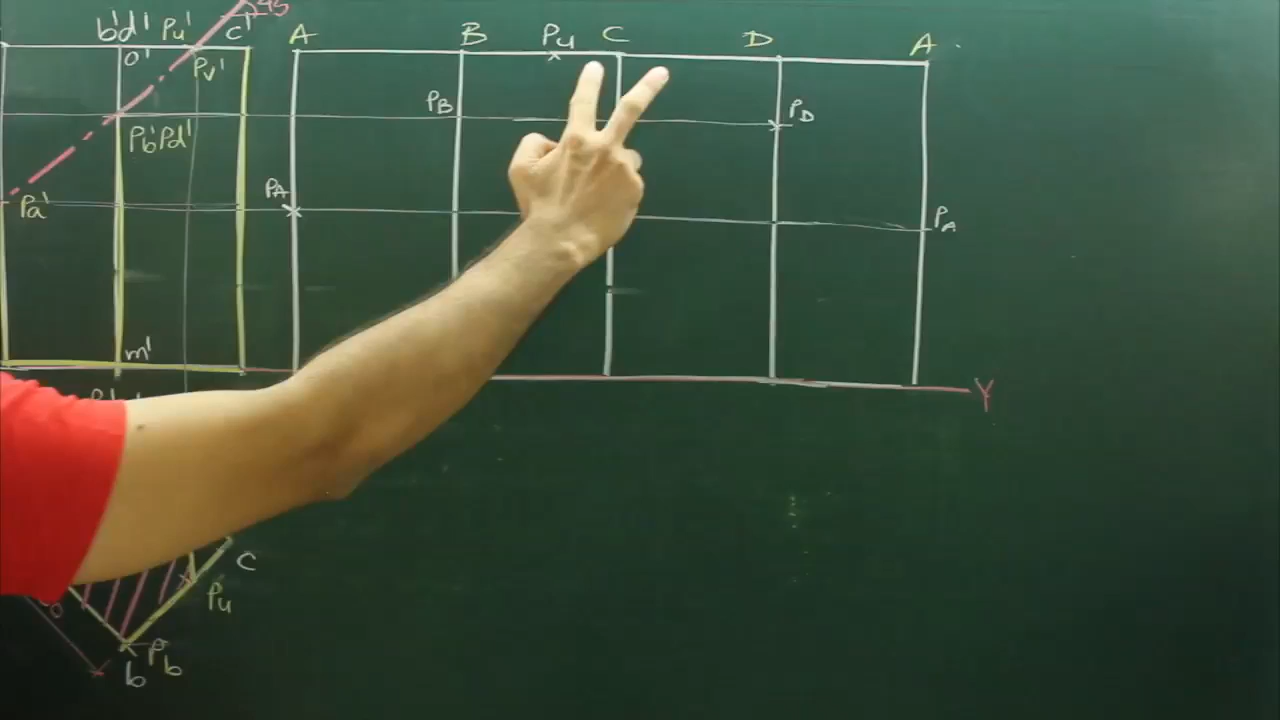 45
b'd' Pu' c' A B Pu C D A
o' Pv'
PB PD
Pb'Pd'
Pa' PA PA
m'
Y
C
Pu
Pb
b